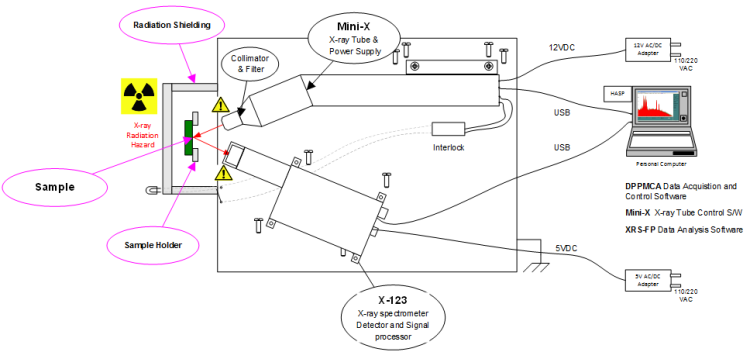 Radiation Shielding
Mini-X
X-ray Tube &
Power Supply
Collimator
& Filter
12VDC
12V AC/DC
Adapter
110/220
VAC
HASP
USB
X-ray
Radiation
Hazard
Interlock
USB
Personal Computer
Sample
DPPMCA Data Acquistion and
Control Software
Mini-X X-ray Tube Control S/W
XRS-FP Data Analysis Software
Sample Holder
5VDC
5V AC/DC
Adapter
110/220
VAC
X-123
X-ray spectrometer
Detector and Signal
processor